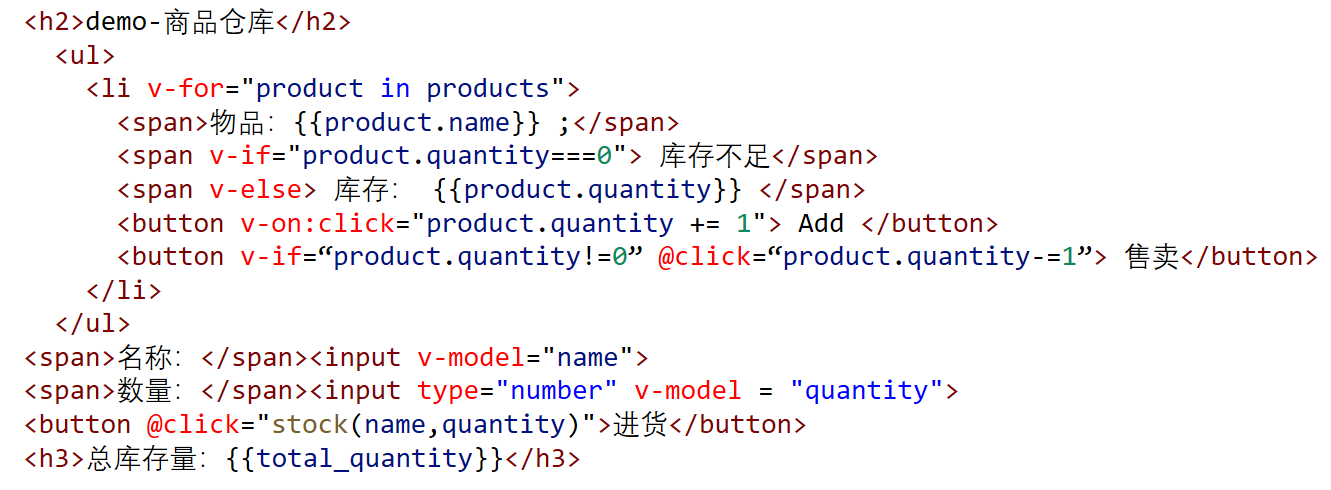 <h2>demo-商品仓库</h2>
<ul>
<li v-for="product in products">
<span>物品：{{product.name}} ;</span>
<span v-if="product.quantity===0"> 库存不足</span>
<span v-else> 库存： {{product.quantity}} </span>
<button v-on:click="product.quantity += 1"> Add </button>
<button v-if=“product.quantity!=0” @click=“product.quantity-=1”> 售卖</button>
</li>
</ul>
<span>名称：</span><input v-model="name">
<span>数量：</span><input type="number" v-model = "quantity">
<button @click="stock(name,quantity)">进货</button>
<h3>总库存量：{{total_quantity}}</h3>